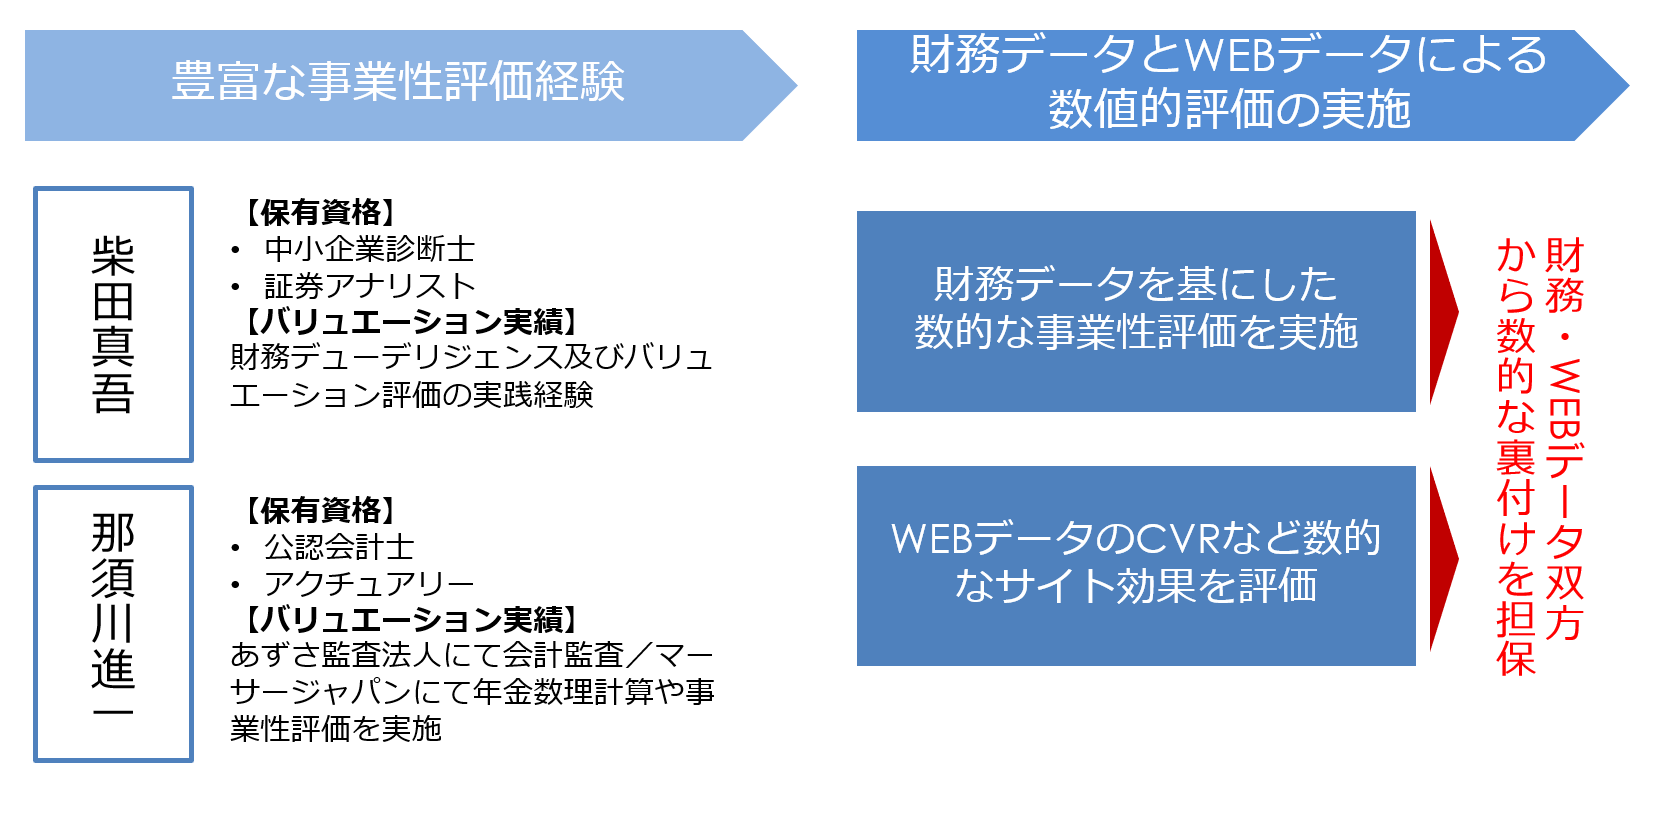 豊富な事業性評価経験
柴田真吾
【保有資格】
• 中小企業診断士
• 証券アナリスト
【バリュエーション実績】
財務デューデリジェンス及びバリュ
エーション評価の実践経験
那須川進一
【保有資格】
• 公認会計士
• アクチュアリー
【バリュエーション実績】
あずさ監査法人にて会計監査／マー
サージャパンにて年金数理計算や事
業性評価を実施
財務データとWEBデータによる
数値的評価の実施
財務データを基にした
数的な事業性評価を実施
WEBデータのCVRなど数的
なサイト効果を評価
財務・WEBデータ双方
から数的な裏付けを担保